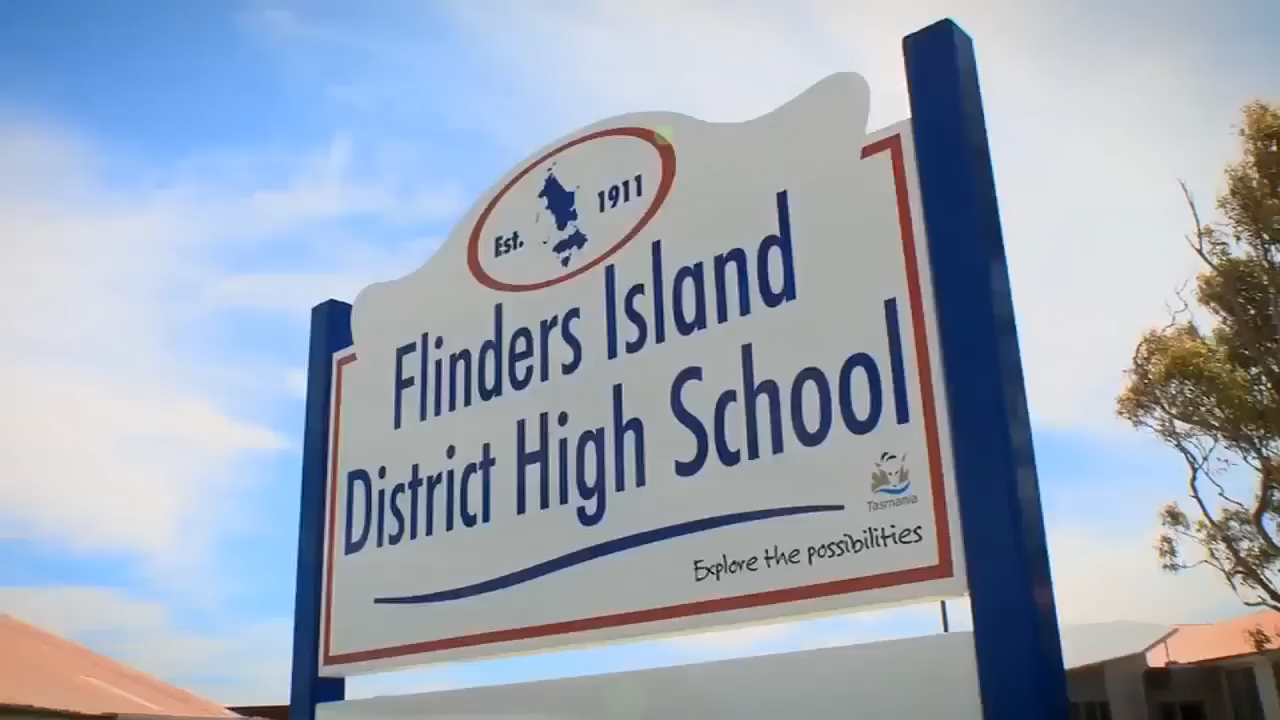 Est. 1911
Flinders Island
District High School
Tasmania
Explore the possibilities